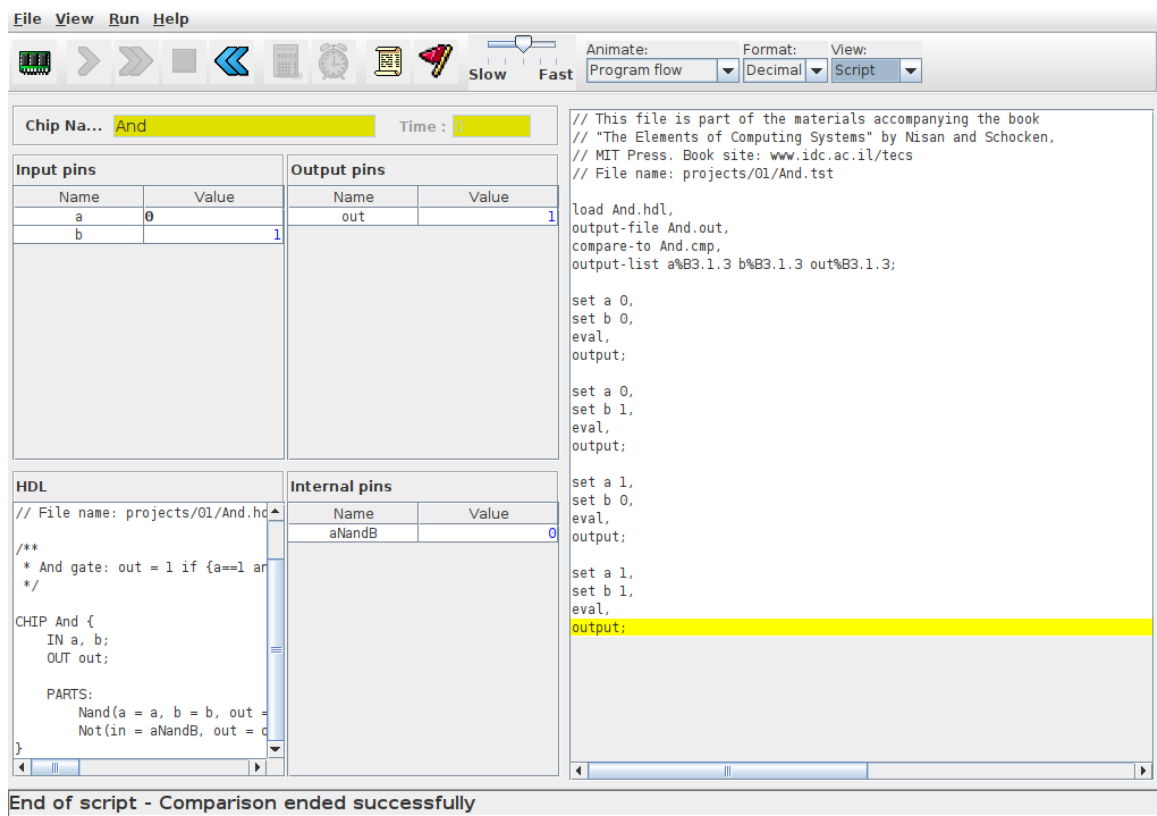 File View Run Help
Slow Fast
Animate: Format: View:
Program flow Decimal Script
Chip Na... And Time : 0
Input pins
Name Value
a 0
b 1
Output pins
Name Value
out 1
HDL
// File name: projects/01/And.hd
/**
 * And gate: out = 1 if {a==1 an
 */
CHIP And {
    IN a, b;
    OUT out;
    PARTS:
        Nand(a = a, b = b, out =
        Not(in = aNandB, out = o
}
Internal pins
Name Value
aNandB 0
// This file is part of the materials accompanying the book
// "The Elements of Computing Systems" by Nisan and Schocken,
// MIT Press. Book site: www.idc.ac.il/tecs
// File name: projects/01/And.tst
load And.hdl,
output-file And.out,
compare-to And.cmp,
output-list a%B3.1.3 b%B3.1.3 out%B3.1.3;
set a 0,
set b 0,
eval,
output;
set a 0,
set b 1,
eval,
output;
set a 1,
set b 0,
eval,
output;
set a 1,
set b 1,
eval,
output;
End of script - Comparison ended successfully